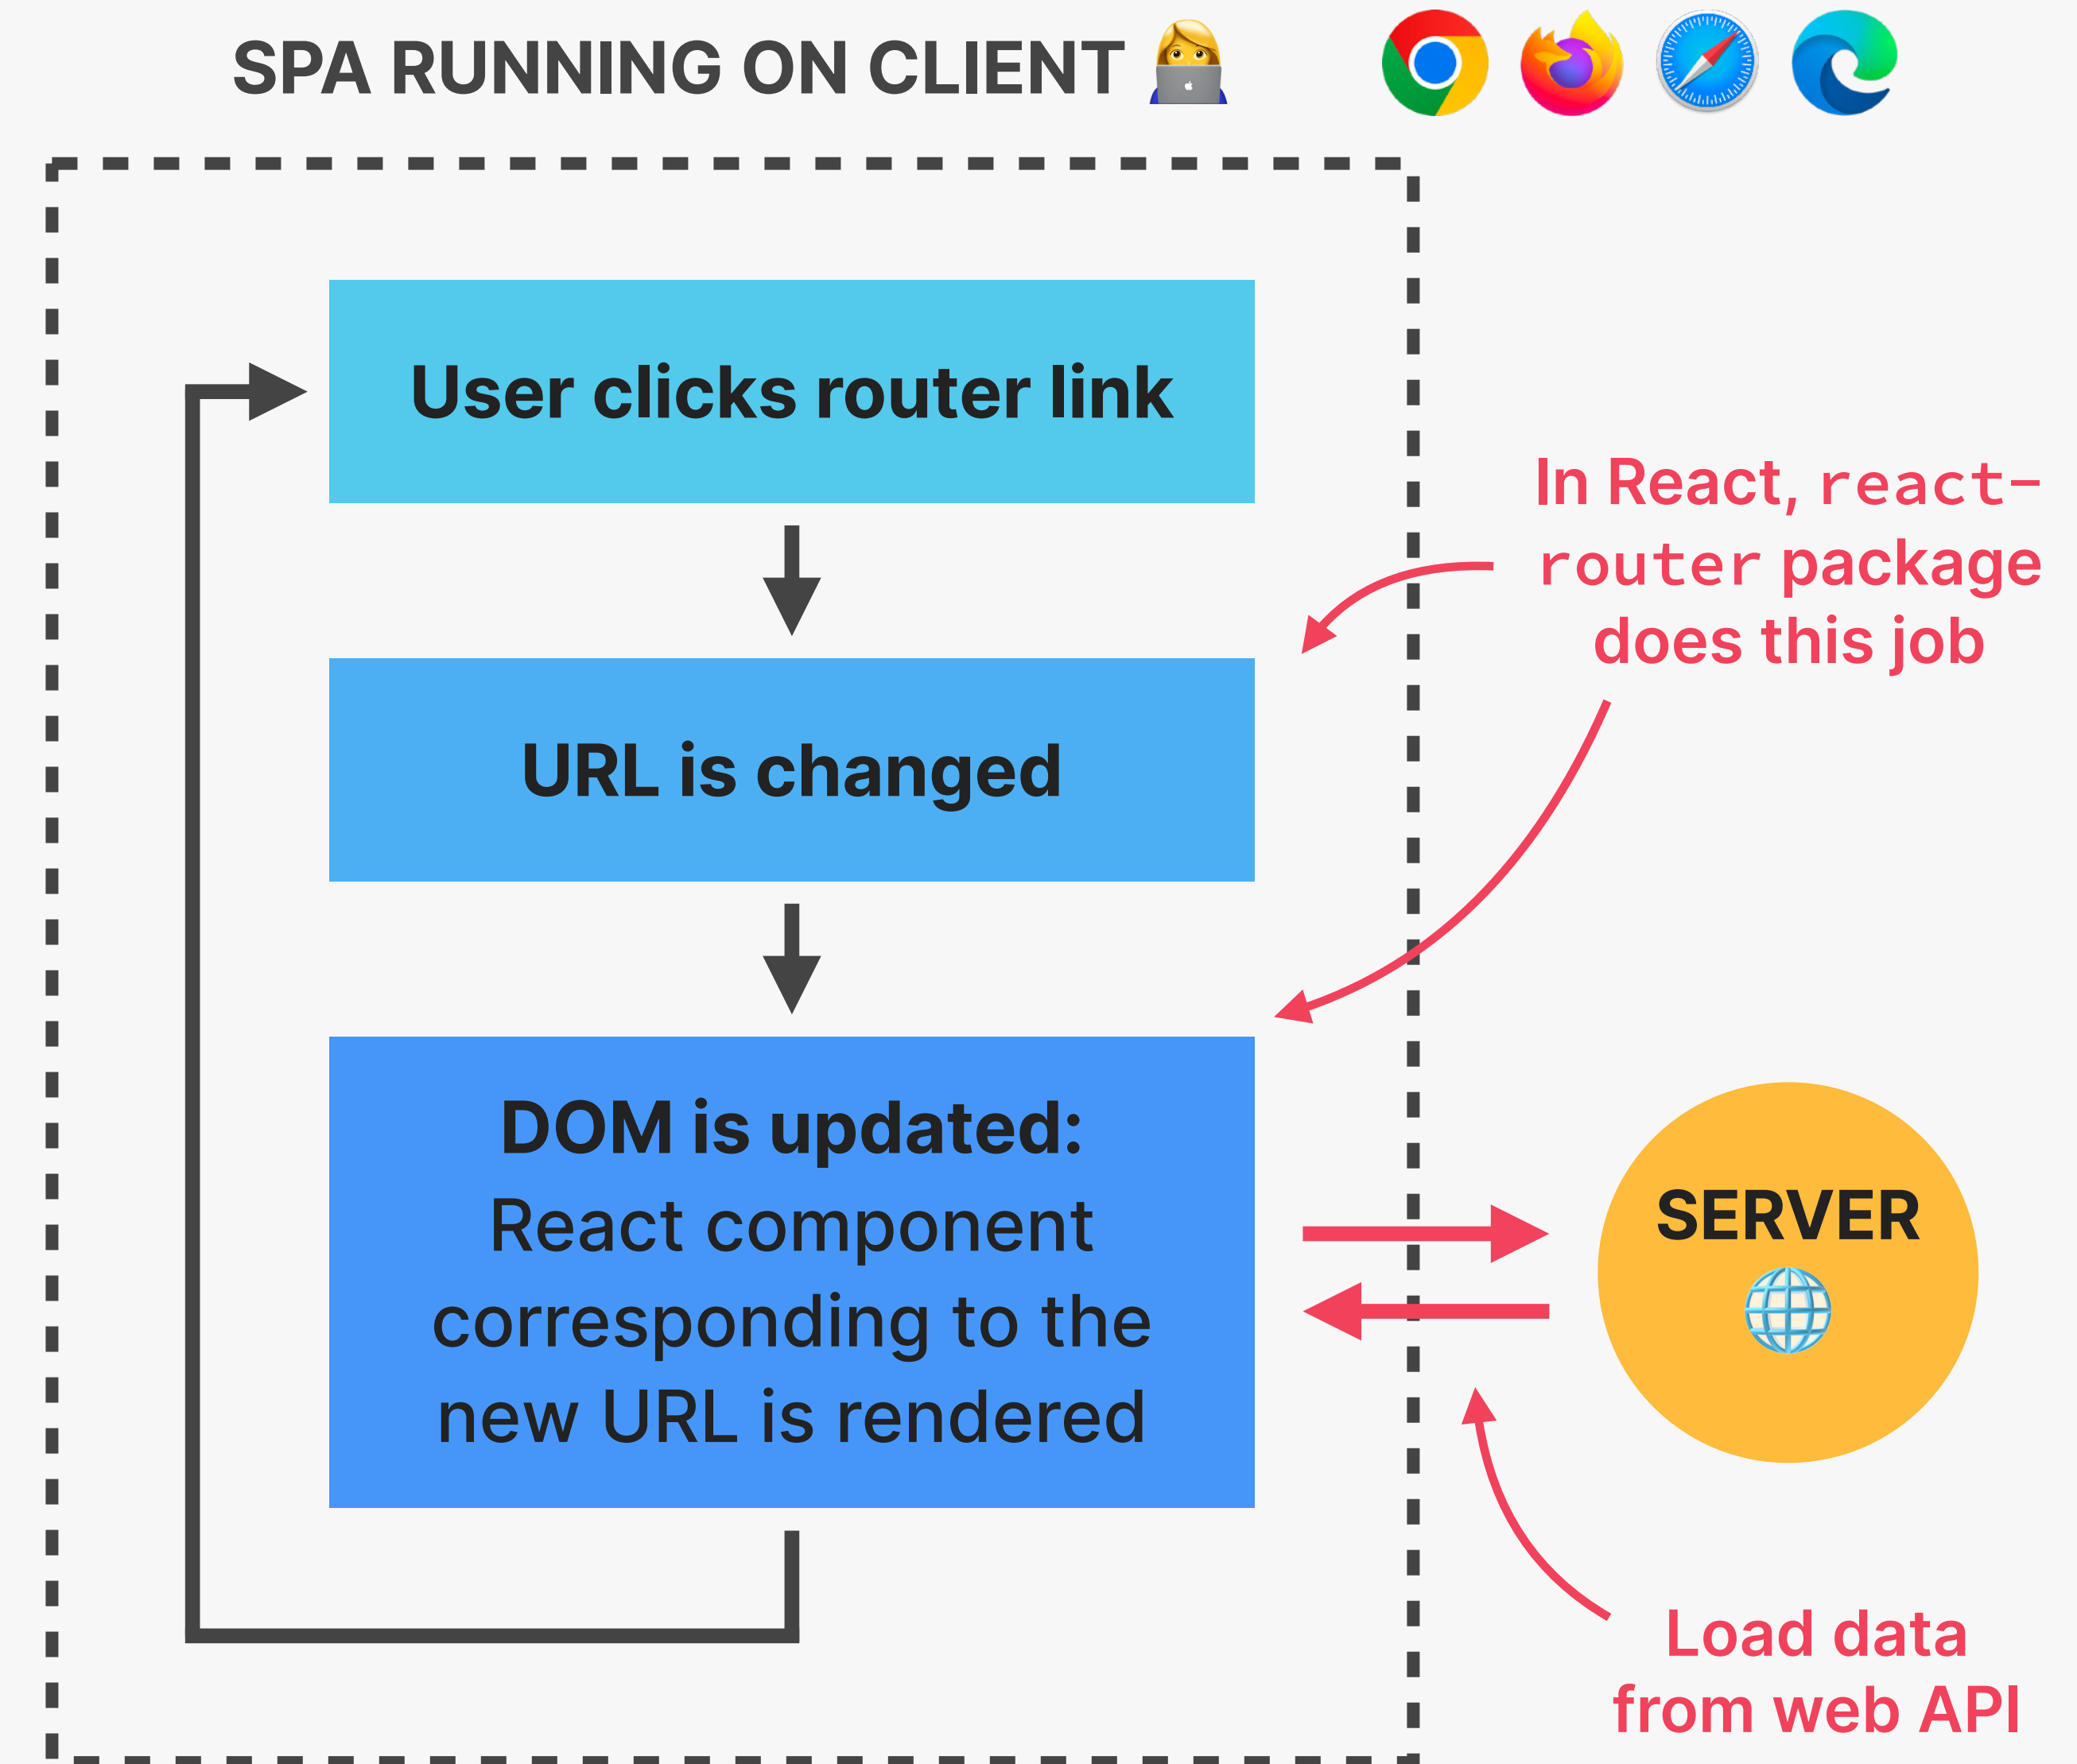 SPA RUNNING ON CLIENT
User clicks router link
In React, react-
router package
does this job
URL is changed
DOM is updated:
React component
corresponding to the
new URL is rendered
SERVER
Load data
from web API